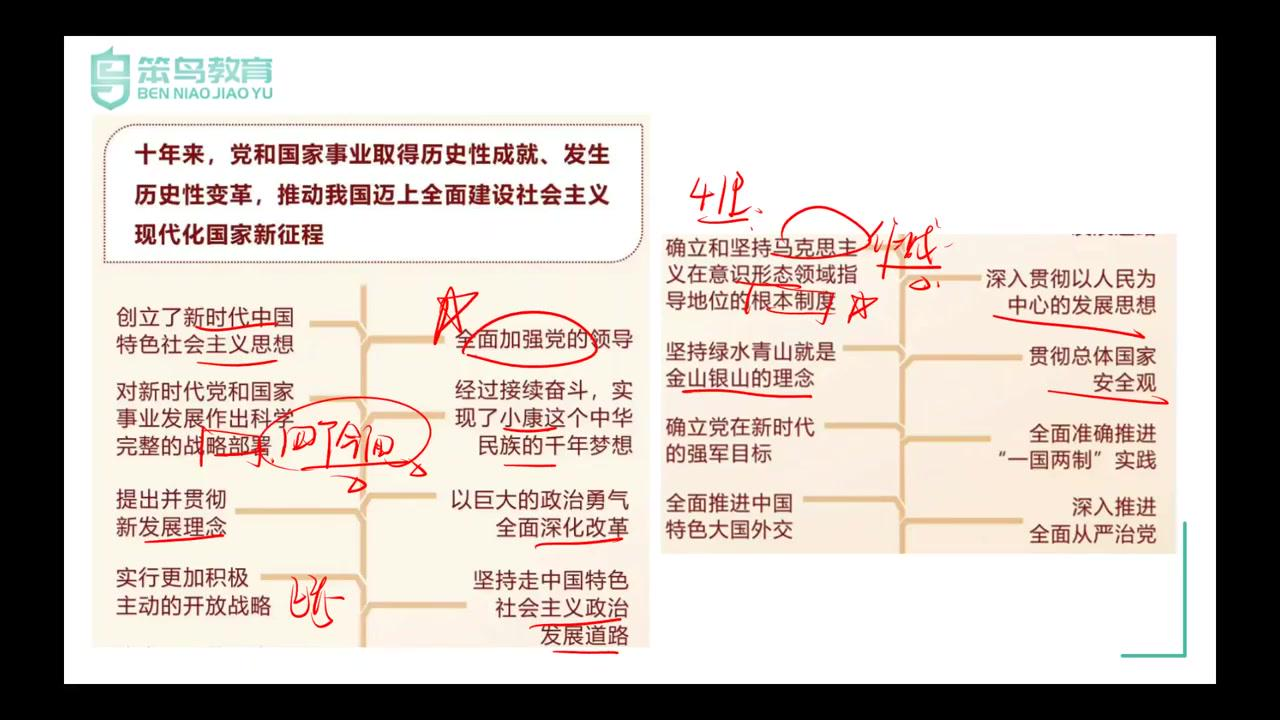 笨鸟教育
BEN NIAO JIAO YU
十年来，党和国家事业取得历史性成就、发生
历史性变革，推动我国迈上全面建设社会主义
现代化国家新征程
创立了新时代中国
特色社会主义思想
全面加强党的领导
对新时代党和国家
事业发展作出科学
完整的战略部署
四个全面
经过接续奋斗，实
现了小康这个中华
民族的千年梦想
提出并贯彻
新发展理念
以巨大的政治勇气
全面深化改革
实行更加积极
主动的开放战略
坚持走中国特色
社会主义政治
发展道路
确立和坚持马克思主
义在意识形态领域指
导地位的根本制度
深入贯彻以人民为
中心的发展思想
坚持绿水青山就是
金山银山的理念
贯彻总体国家
安全观
确立党在新时代
的强军目标
全面准确推进
“一国两制”实践
全面推进中国
特色大国外交
深入推进
全面从严治党